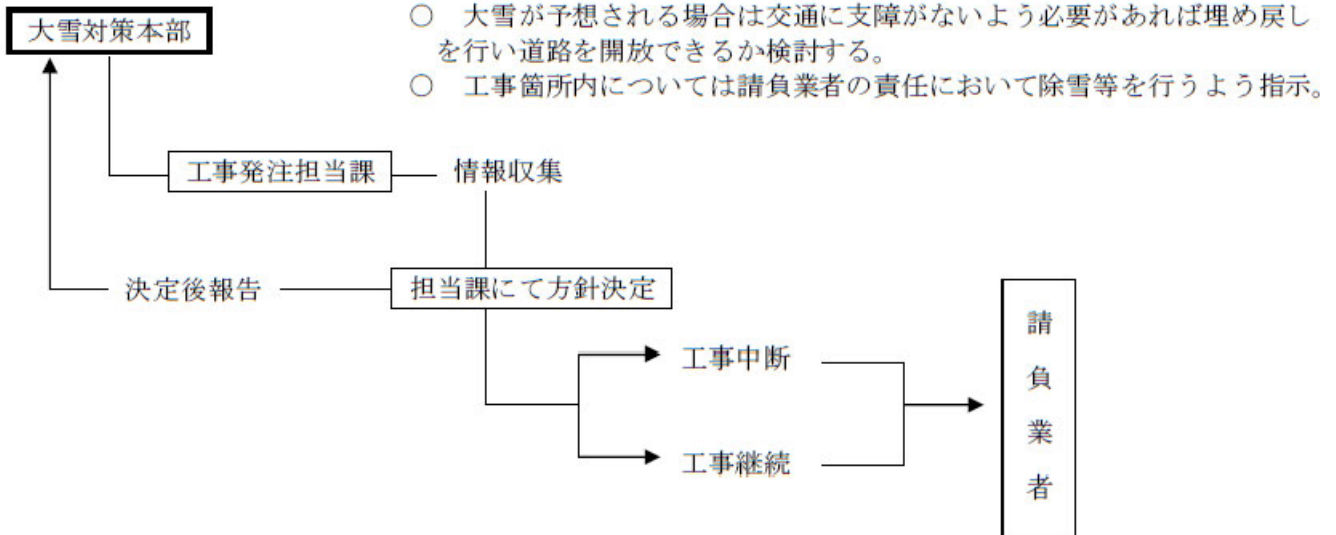 大雪対策本部
○　大雪が予想される場合は交通に支障がないよう必要があれば埋め戻し
を行い道路を開放できるか検討する。
○　工事箇所内については請負業者の責任において除雪等を行うよう指示。
工事発注担当課
情報収集
決定後報告
担当課にて方針決定
工事中断
工事継続
請負業者